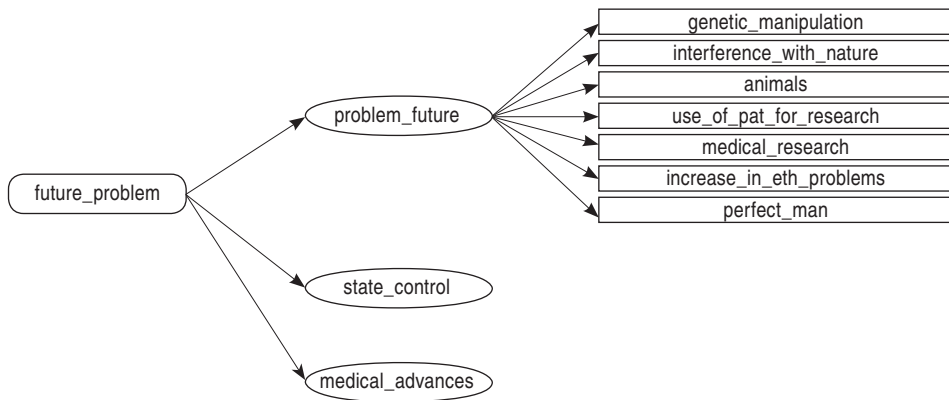 genetic_manipulation
interference_with_nature
animals
problem_future
use_of_pat_for_research
medical_research
increase_in_eth_problems
future_problem
perfect_man
state_control
medical_advances